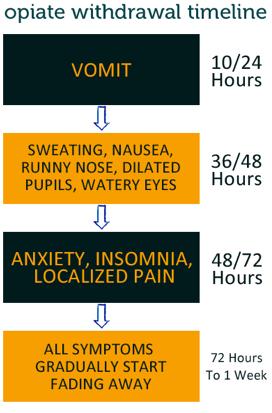 opiate withdrawal timeline
VOMIT
10/24
Hours
SWEATING, NAUSEA,
RUNNY NOSE, DILATED
PUPILS, WATERY EYES
36/48
Hours
ANXIETY, INSOMNIA,
LOCALIZED PAIN
48/72
Hours
ALL SYMPTOMS
GRADUALLY START
FADING AWAY
72 Hours
To 1 Week